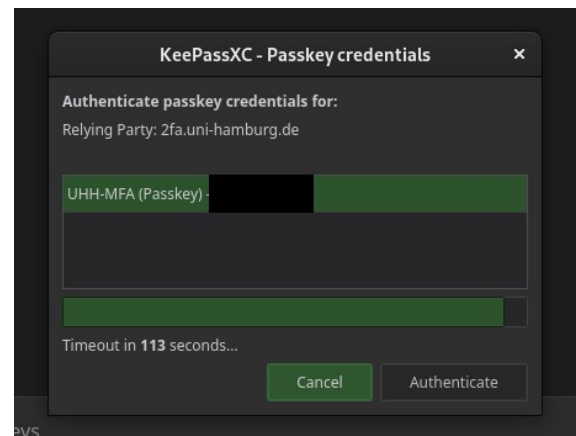 KeePassXC - Passkey credentials ×
Authenticate passkey credentials for:
Relying Party: 2fa.uni-hamburg.de
UHH-MFA (Passkey) -
Timeout in 113 seconds...
Cancel Authenticate
eys